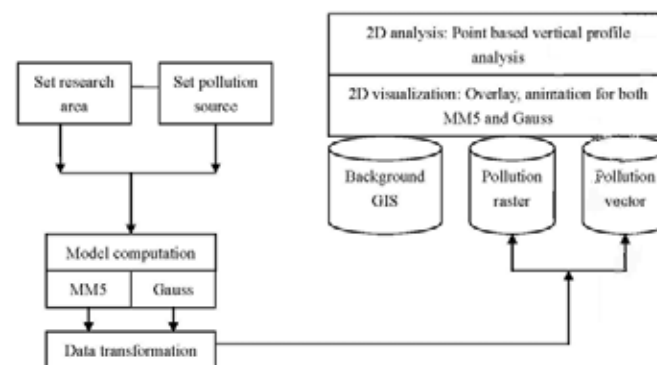 Set research
area
Set pollution
source
Model computation
MM5
Gauss
Data transformation
2D analysis: Point based vertical profile
analysis
2D visualization: Overlay, animation for both
MM5 and Gauss
Background
GIS
Pollution
raster
Pollution
vector